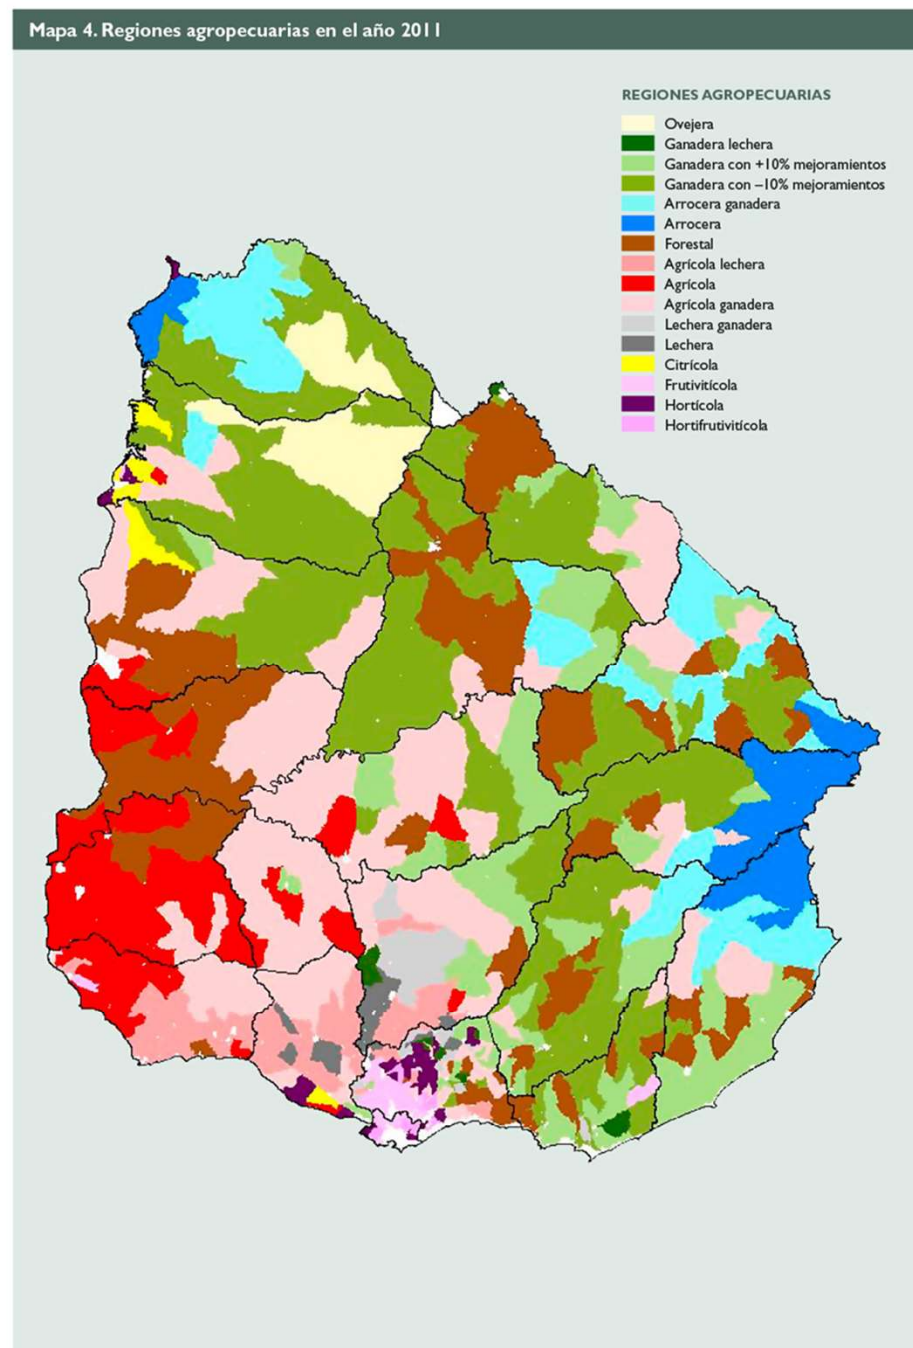 Mapa 4. Regiones agropecuarias en el año 2011
REGIONES AGROPECUARIAS
Ovejera
Ganadera lechera
Ganadera con +10% mejoramientos
Ganadera con –10% mejoramientos
Arrocera ganadera
Arrocera
Forestal
Agrícola lechera
Agrícola
Agrícola ganadera
Lechera ganadera
Lechera
Citrícola
Frutivitícola
Hortícola
Hortifrutivitícola